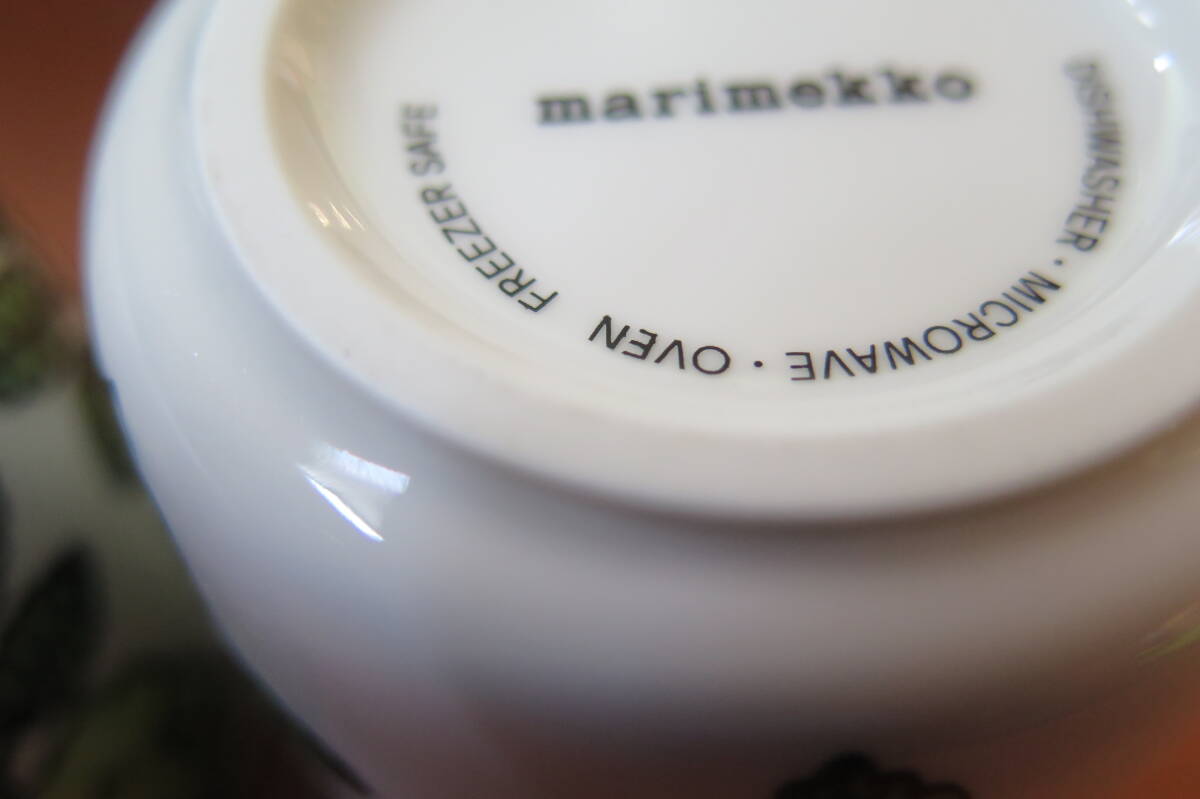 marimekko
DISHWASHER · MICROWAVE · OVEN FREEZER SAFE